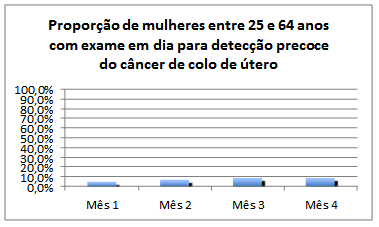 Proporção de mulheres entre 25 e 64 anos
com exame em dia para detecção precoce
do câncer de colo de útero
100,0%
90,0%
80,0%
70,0%
60,0%
50,0%
40,0%
30,0%
20,0%
10,0%
0,0%
Mês 1 Mês 2 Mês 3 Mês 4